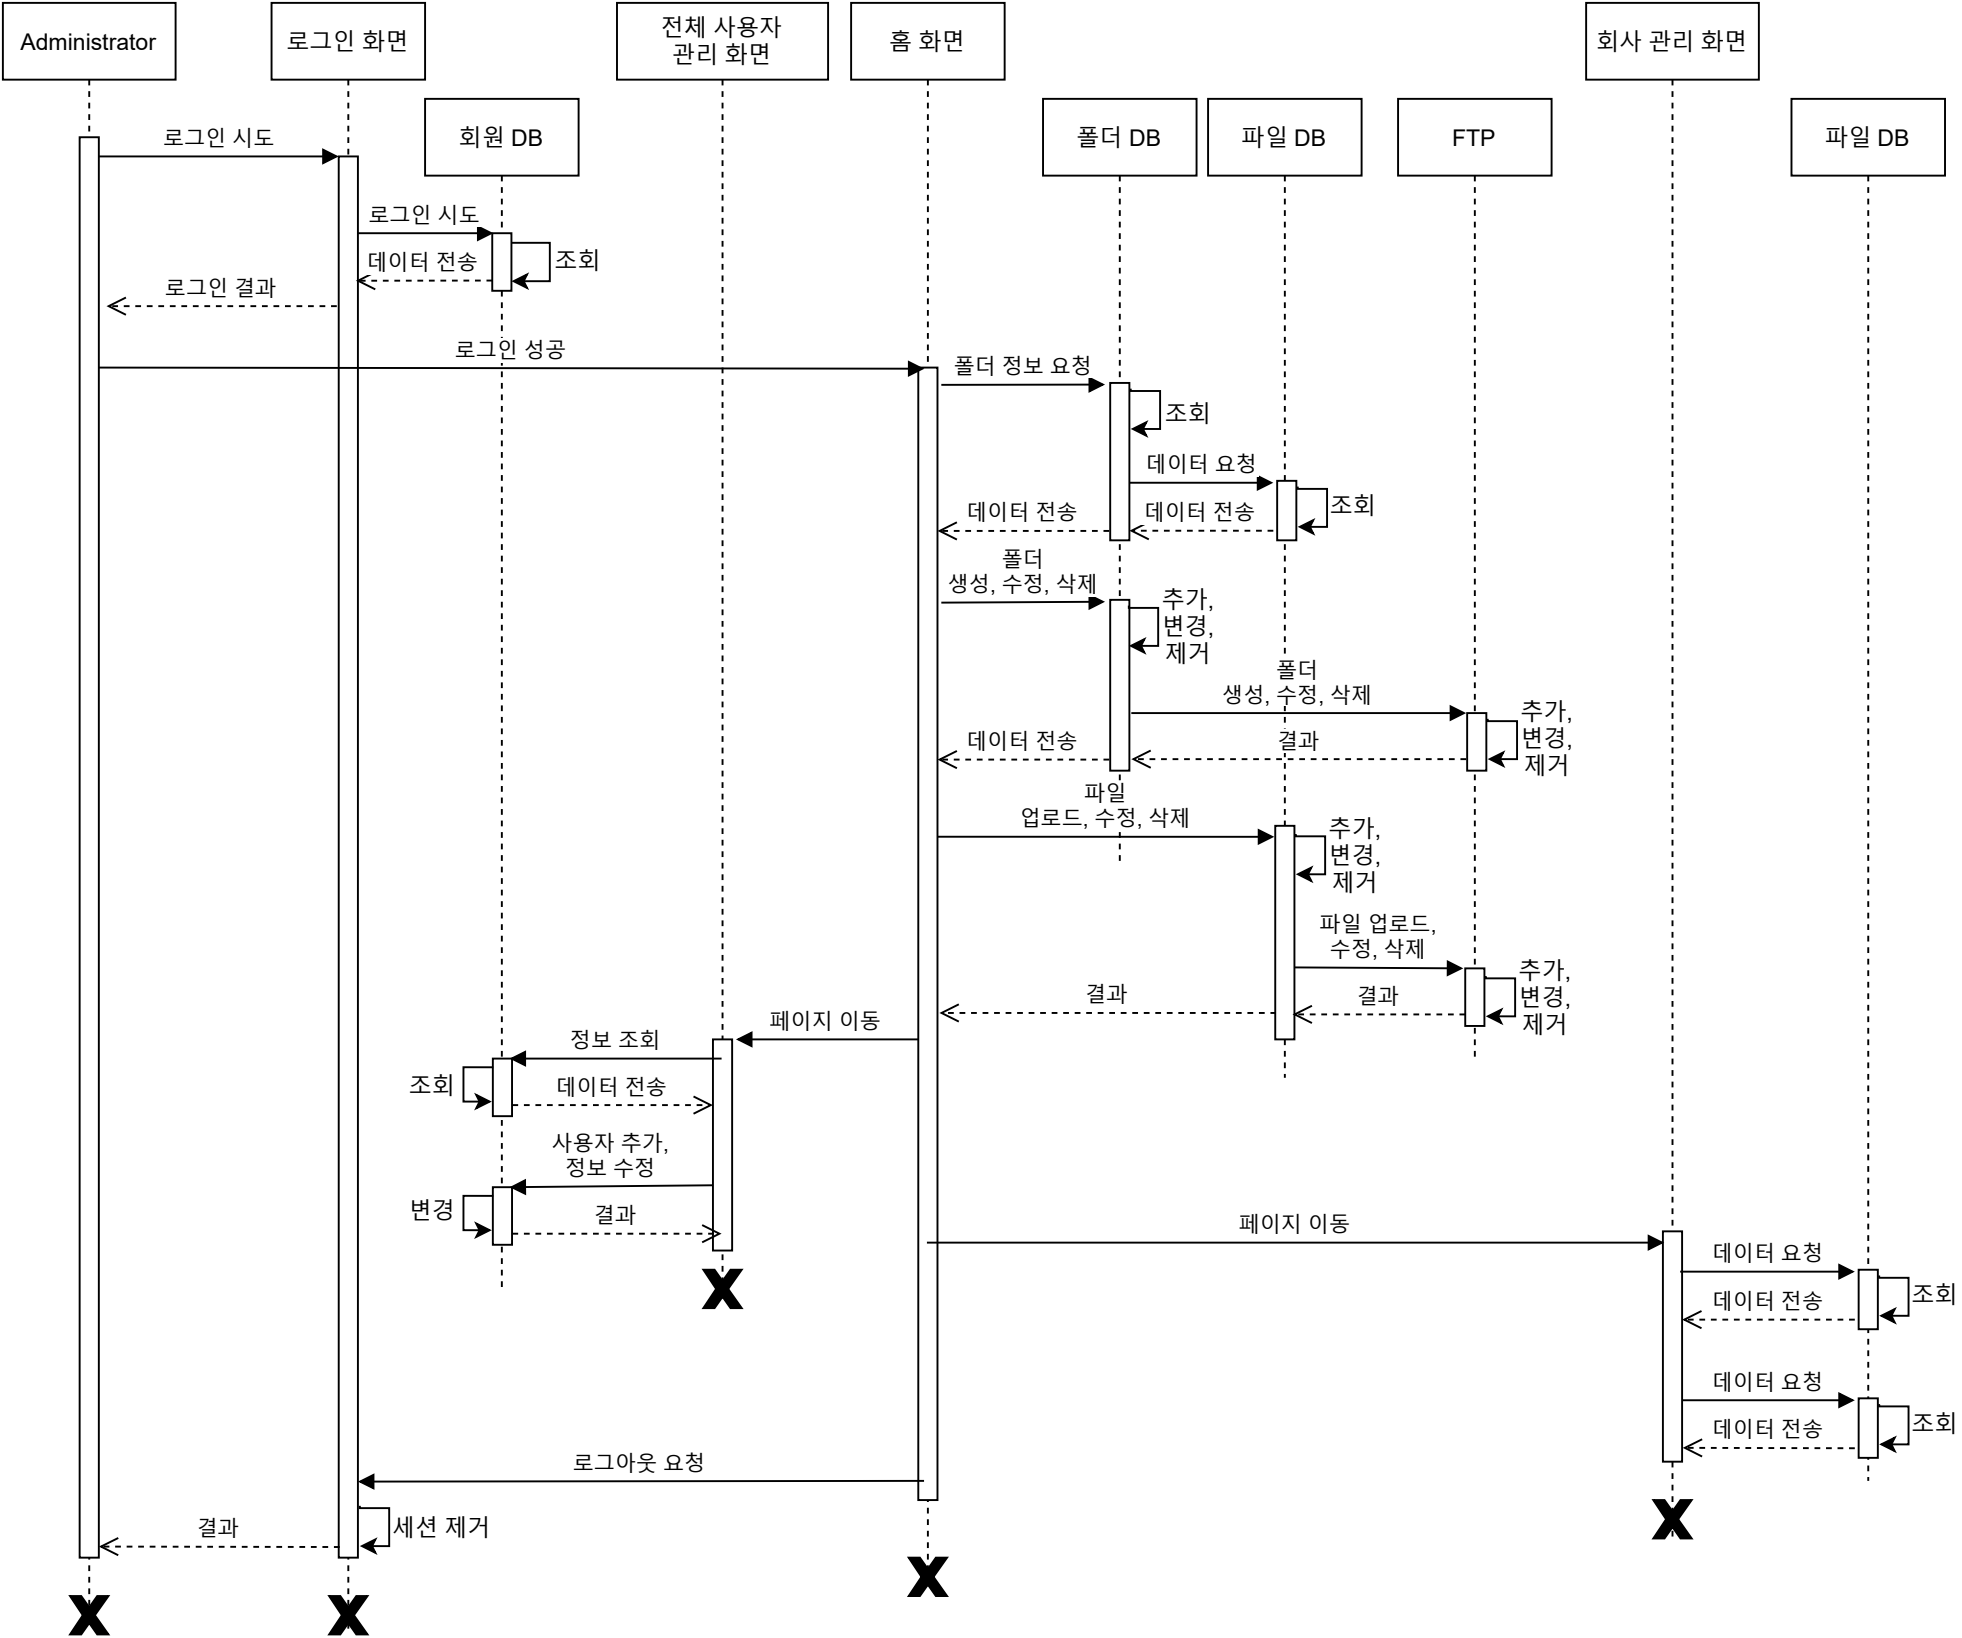 Administrator
로그인 화면
전체 사용자
관리 화면
홈 화면
회사 관리 화면
회원 DB
폴더 DB
파일 DB
FTP
파일 DB
로그인 시도
로그인 시도
데이터 전송
조회
로그인 결과
로그인 성공
폴더 정보 요청
조회
데이터 요청
데이터 전송
데이터 전송
조회
폴더
생성, 수정, 삭제
추가,
변경,
제거
폴더
생성, 수정, 삭제
추가,
변경,
제거
데이터 전송
결과
파일
업로드, 수정, 삭제
추가,
변경,
제거
파일 업로드,
수정, 삭제
추가,
변경,
제거
결과
결과
페이지 이동
정보 조회
조회
데이터 전송
사용자 추가,
정보 수정
변경
결과
페이지 이동
데이터 요청
조회
데이터 전송
데이터 요청
조회
데이터 전송
로그아웃 요청
세션 제거
결과